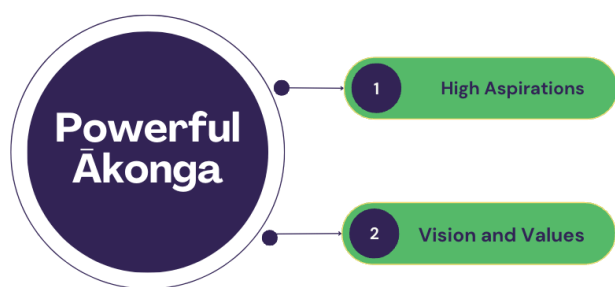 Powerful
Ākonga
1
High Aspirations
2
Vision and Values